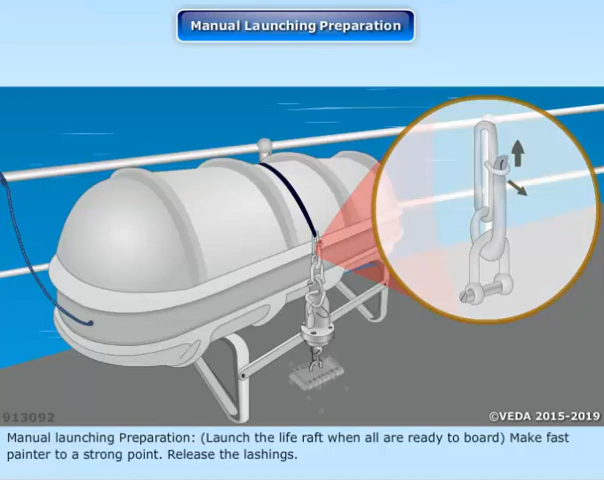 Manual Launching Preparation
913092
©VEDA 2015-2019
Manual launching Preparation: (Launch the life raft when all are ready to board) Make fast
painter to a strong point. Release the lashings.